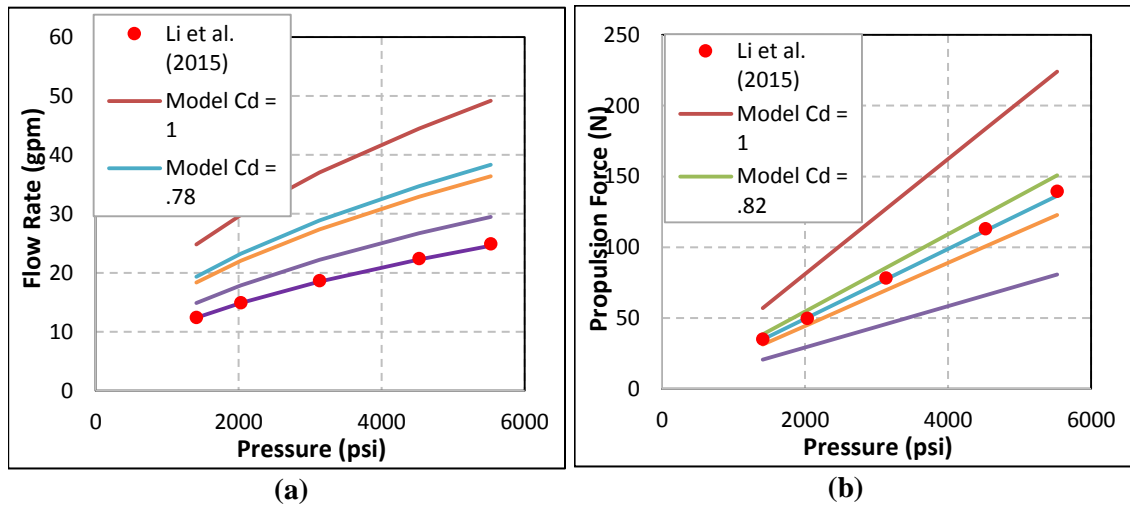 60
50
40
30
20
10
0
0
2000
4000
6000
Flow Rate (gpm)
Pressure (psi)
Li et al.
(2015)
Model Cd =
1
Model Cd =
.78
(a)
250
200
150
100
50
0
0
2000
4000
6000
Propulsion Force (N)
Pressure (psi)
Li et al.
(2015)
Model Cd =
1
Model Cd =
.82
(b)